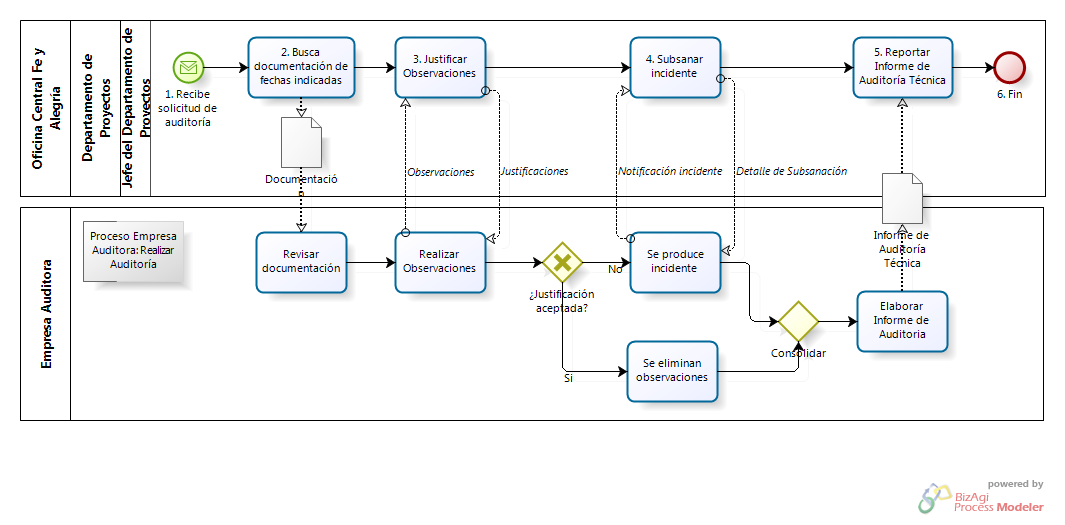 Oficina Central Fe y
Alegría
Departamento de
Proyectos
Jefe del Departamento de
Proyectos
1. Recibe
solicitud de
auditoría
2. Busca
documentación de
fechas indicadas
3. Justificar
Observaciones
4. Subsanar
incidente
5. Reportar
Informe de
Auditoría Técnica
6. Fin
Documentació
n
Observaciones
Justificaciones
Notificación incidente
Detalle de Subsanación
Informe de
Auditoría
Técnica
Empresa Auditora
Proceso Empresa
Auditora: Realizar
Auditoría
Revisar
documentación
Realizar
Observaciones
¿Justificación
aceptada?
No
Si
Se produce
incidente
Se eliminan
observaciones
Consolidar
Elaborar
Informe de
Auditoria
powered by
BizAgi
Process Modeler